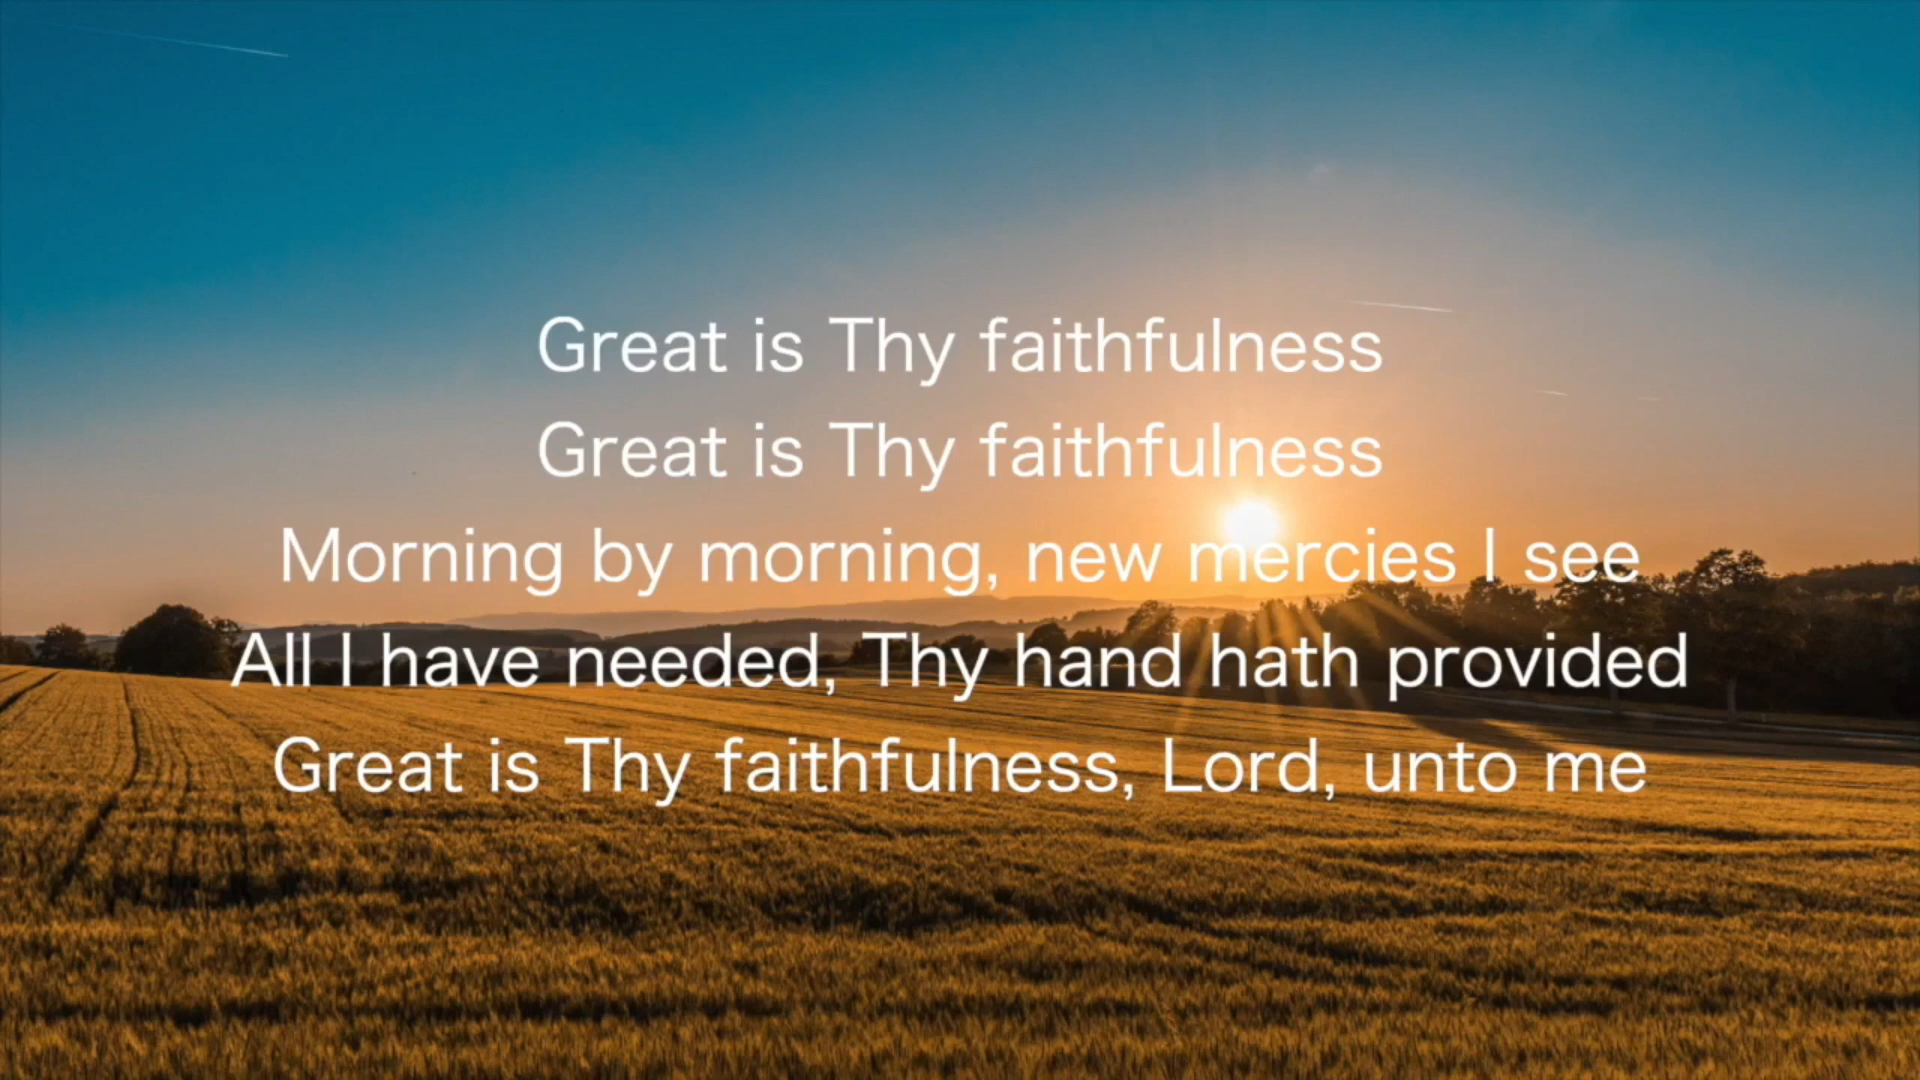 Great is Thy faithfulness
Great is Thy faithfulness
Morning by morning, new mercies I see
All I have needed, Thy hand hath provided
Great is Thy faithfulness, Lord, unto me